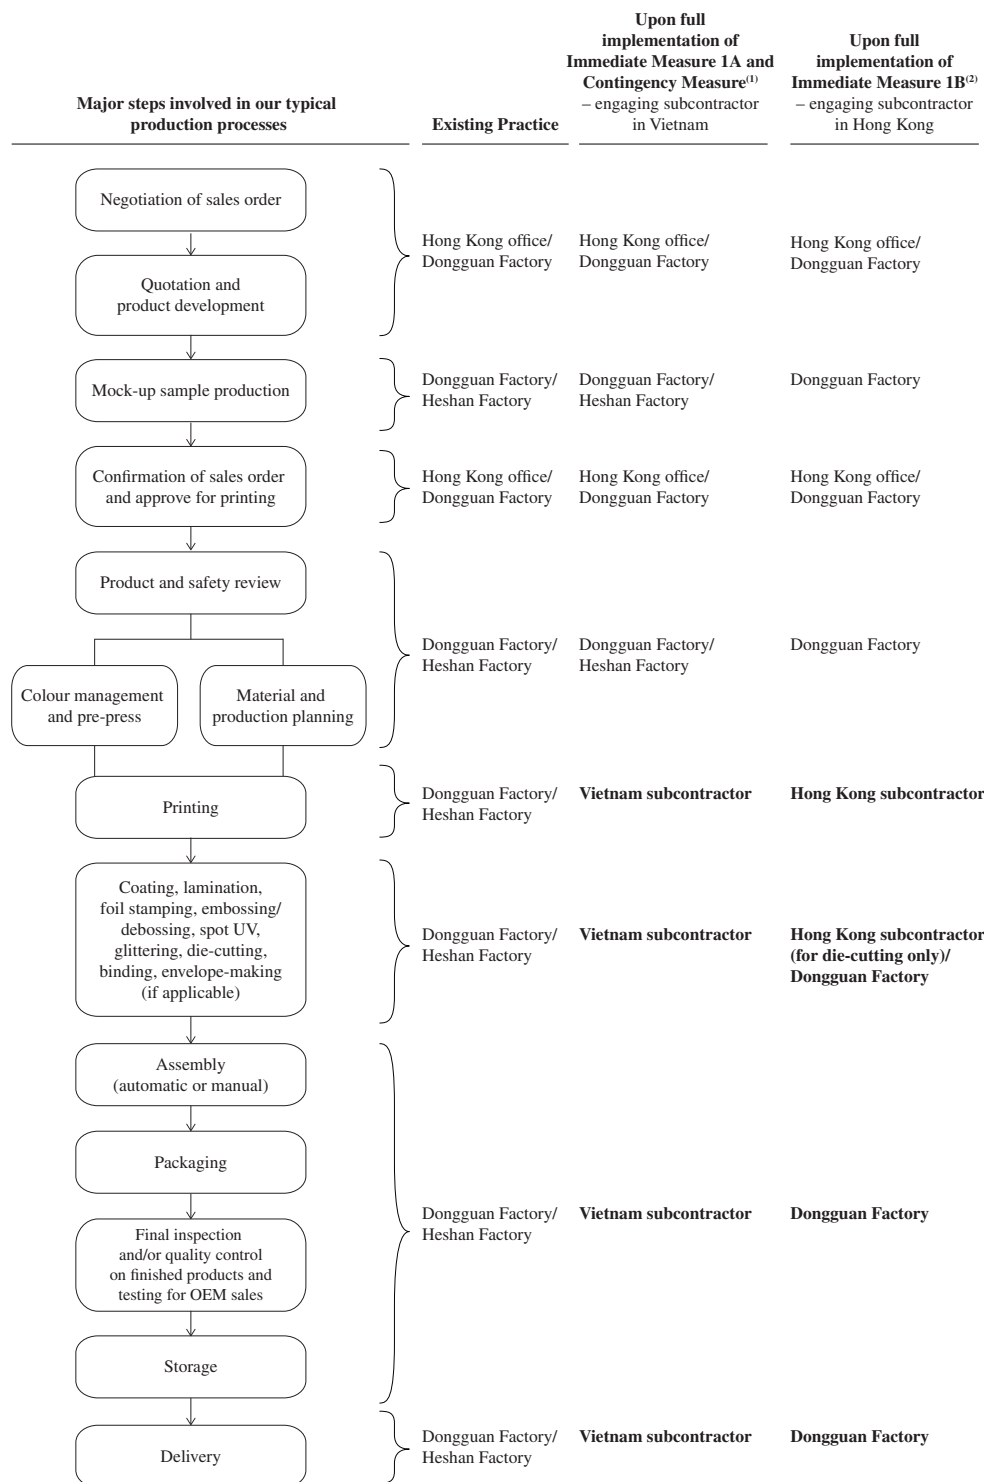 Major steps involved in our typical
production processes
Existing Practice
Upon full
implementation of
Immediate Measure 1A and
Contingency Measure(1)
– engaging subcontractor
in Vietnam
Upon full
implementation of
Immediate Measure 1B(2)
– engaging subcontractor
in Hong Kong
Negotiation of sales order
Quotation and
product development
Hong Kong office/
Dongguan Factory
Hong Kong office/
Dongguan Factory
Hong Kong office/
Dongguan Factory
Mock-up sample production
Dongguan Factory/
Heshan Factory
Dongguan Factory/
Heshan Factory
Dongguan Factory
Confirmation of sales order
and approve for printing
Hong Kong office/
Dongguan Factory
Hong Kong office/
Dongguan Factory
Hong Kong office/
Dongguan Factory
Product and safety review
Colour management
and pre-press
Material and
production planning
Dongguan Factory/
Heshan Factory
Dongguan Factory/
Heshan Factory
Dongguan Factory
Printing
Dongguan Factory/
Heshan Factory
Vietnam subcontractor
Hong Kong subcontractor
Coating, lamination,
foil stamping, embossing/
debossing, spot UV,
glittering, die-cutting,
binding, envelope-making
(if applicable)
Dongguan Factory/
Heshan Factory
Vietnam subcontractor
Hong Kong subcontractor
(for die-cutting only)/
Dongguan Factory
Assembly
(automatic or manual)
Packaging
Final inspection
and/or quality control
on finished products and
testing for OEM sales
Storage
Dongguan Factory/
Heshan Factory
Vietnam subcontractor
Dongguan Factory
Delivery
Dongguan Factory/
Heshan Factory
Vietnam subcontractor
Dongguan Factory